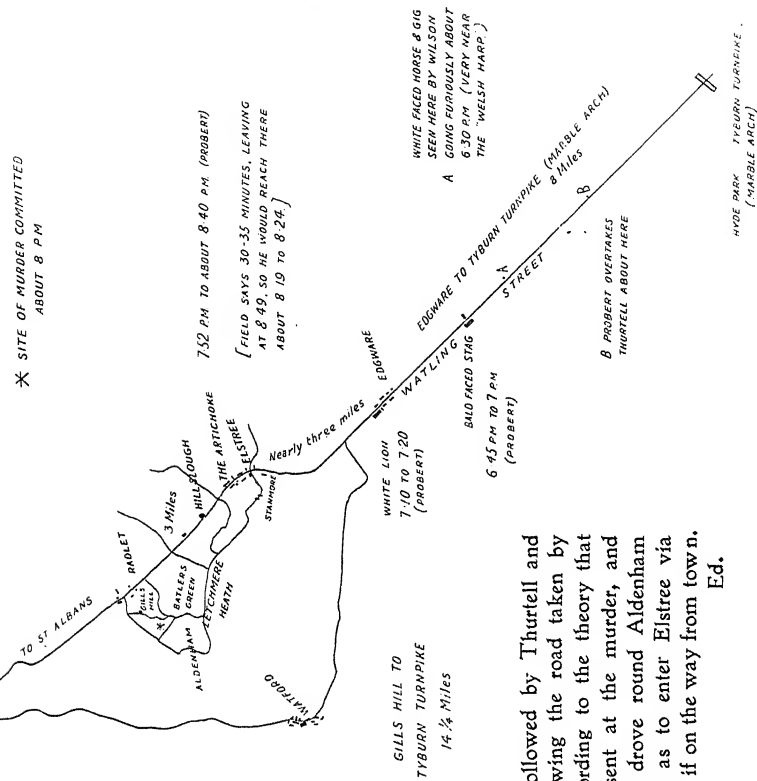 SITE OF MURDER COMMITTED
ABOUT 8 PM
7·52 P.M TO ABOUT 8·40 PM. (PROBERT)
[FIELD SAYS 30-35 MINUTES, LEAVING
AT 8 49, SO HE WOULD REACH THERE
ABOUT 8 19 TO 8·24.]
WHITE FACED HORSE & GIG
SEEN HERE BY WILSON
A GOING FURIOUSLY ABOUT
6·30 P.M (VERY NEAR
THE "WELSH HARP.")
TO ST ALBANS
RADLET
GILLS
HILL
3 Miles
HILL SLOUGH
THE ARTICHOKE
ELSTREE
BATLERS
GREEN
ALDENHAM
LETCHMERE
HEATH
STANMORE
Nearly three miles
EDGWARE
EDGWARE TO TYBURN TURNPIKE (MARBLE ARCH)
8 Miles
WATLING STREET
A
B
BALD FACED STAG
6 45 PM TO 7 P.M
(PROBERT)
WHITE LION
7·10 TO 7·20
(PROBERT)
B PROBERT OVERTAKES
THURTELL ABOUT HERE
HYDE PARK TYBURN TURNPIKE.
(MARBLE ARCH)
WATFORD
GILLS HILL TO
TYBURN TURNPIKE
14 ¼ Miles
ollowed by Thurtell and
wing the road taken by
ording to the theory that
sent at the murder, and
drove round Aldenham
as to enter Elstree via
if on the way from town.
Ed.